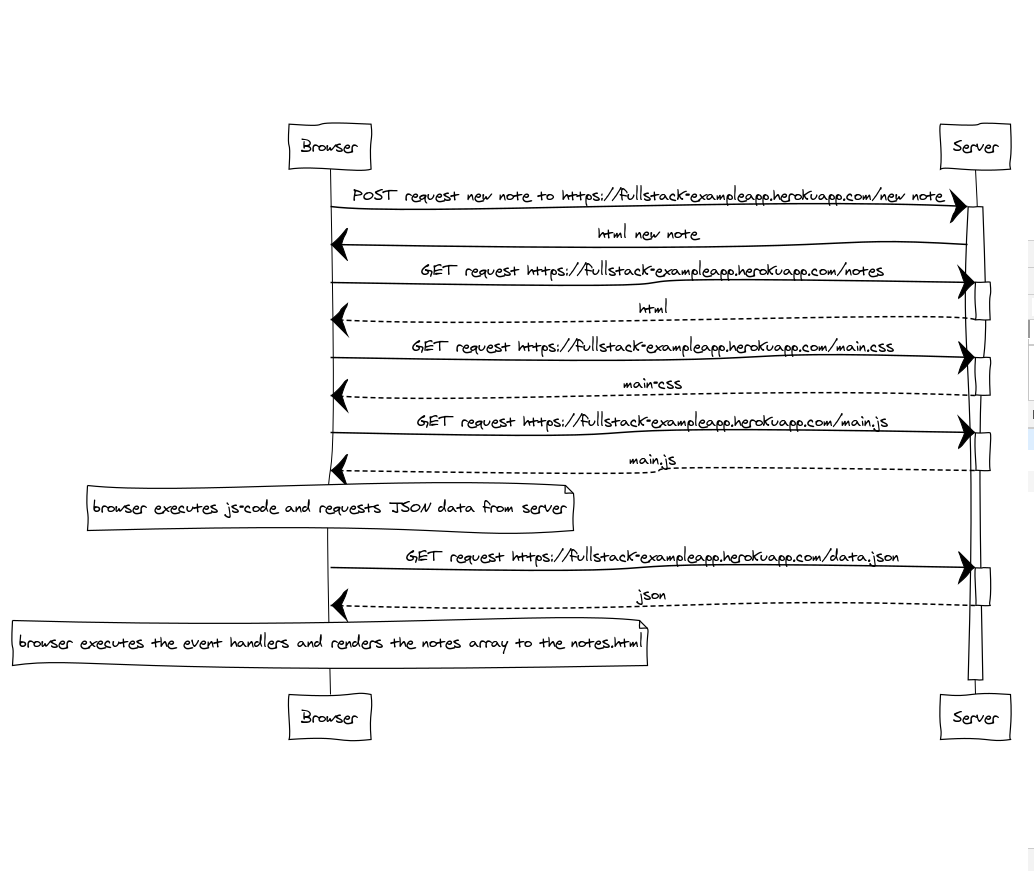 Browser
Server
POST request new note to https://fullstack-exampleapp.herokuapp.com/new note
html new note
GET request https://fullstack-exampleapp.herokuapp.com/notes
html
GET request https://fullstack-exampleapp.herokuapp.com/main.css
main-css
GET request https://fullstack-exampleapp.herokuapp.com/main.js
main.js
browser executes js-code and requests JSON data from server
GET request https://fullstack-exampleapp.herokuapp.com/data.json
json
browser executes the event handlers and renders the notes array to the notes.html
Browser
Server